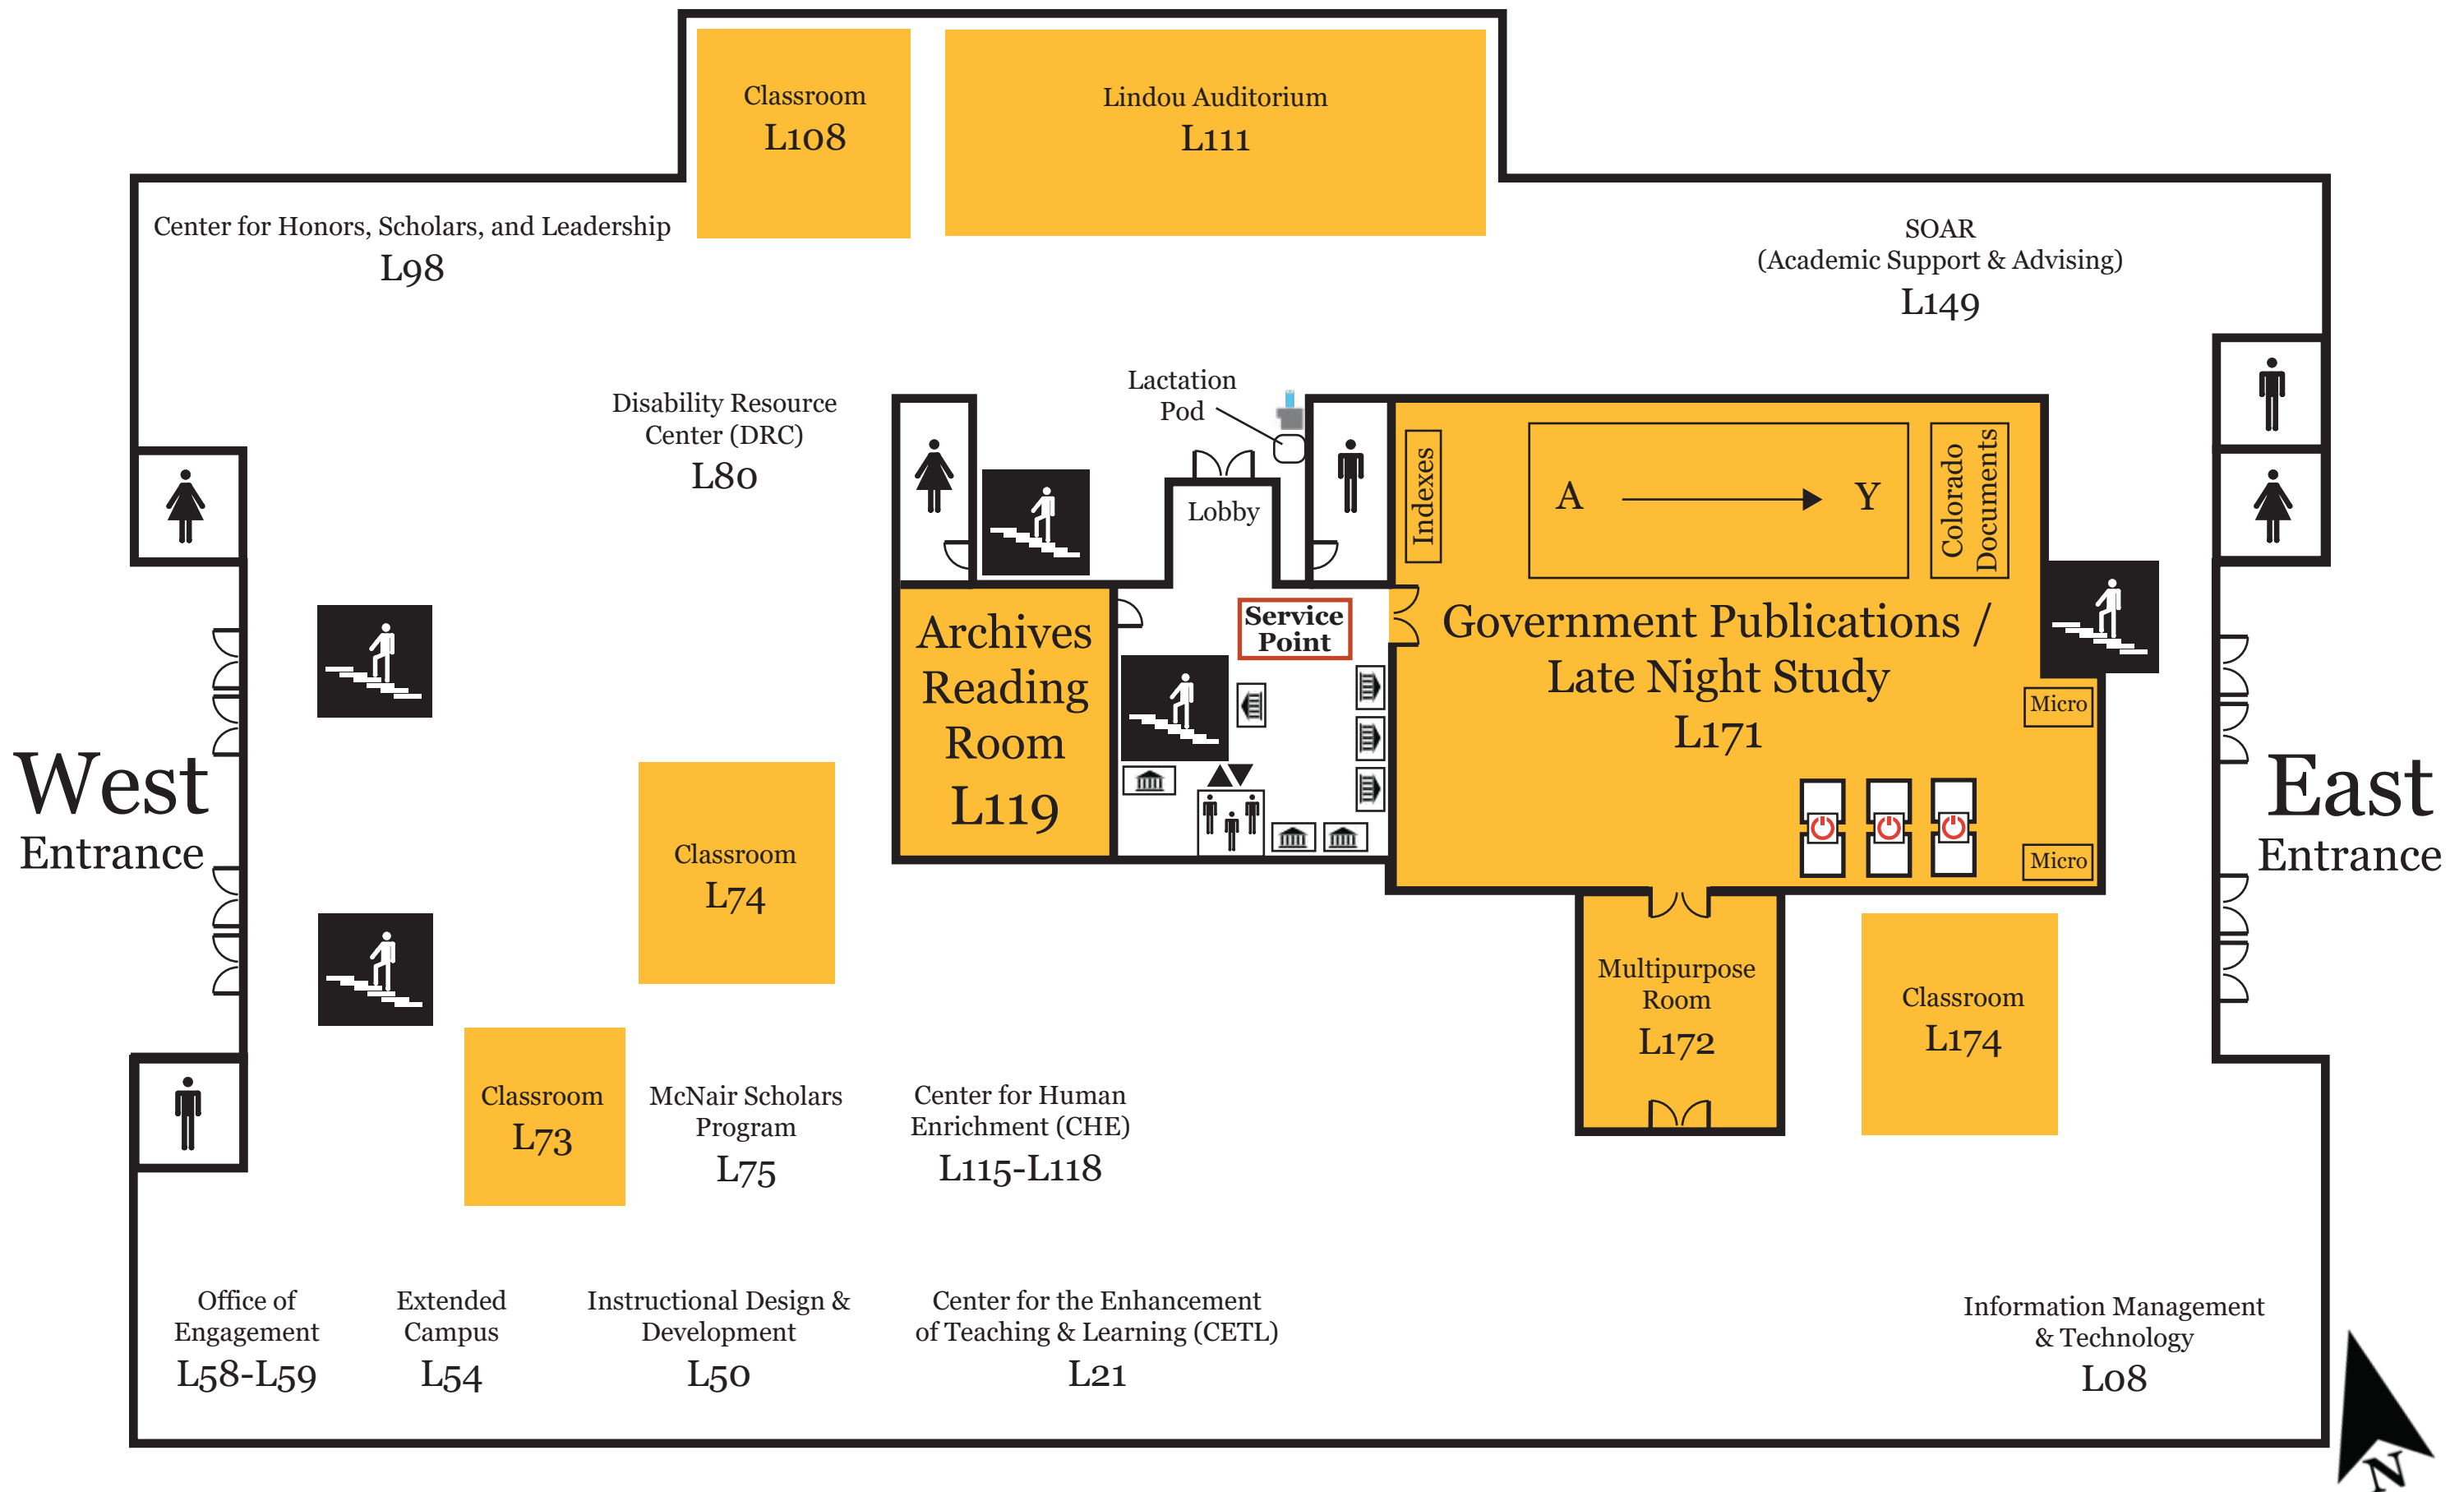 Classroom
L108
Lindou Auditorium
L111
Center for Honors, Scholars, and Leadership
L98
SOAR
(Academic Support & Advising)
L149
Disability Resource
Center (DRC)
L80
Lactation
Pod
Lobby
Indexes
A
Y
Colorado
Documents
Service
Point
Archives
Reading
Room
L119
Government Publications /
Late Night Study
L171
Micro
Micro
West
Entrance
East
Entrance
Classroom
L74
Multipurpose
Room
L172
Classroom
L174
Classroom
L73
McNair Scholars
Program
L75
Center for Human
Enrichment (CHE)
L115-L118
Office of
Engagement
L58-L59
Extended
Campus
L54
Instructional Design &
Development
L50
Center for the Enhancement
of Teaching & Learning (CETL)
L21
Information Management
& Technology
L08
N